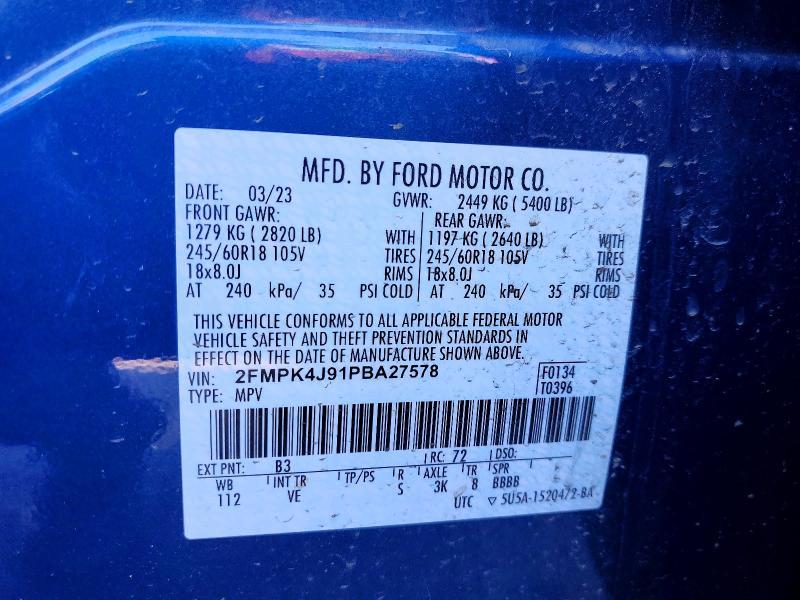 MFD. BY FORD MOTOR CO.
DATE: 03/23 GVWR: 2449 KG ( 5400 LB)
FRONT GAWR: REAR GAWR:
1279 KG ( 2820 LB) WITH 1197 KG ( 2640 LB) WITH
245/60R18 105V TIRES 245/60R18 105V TIRES
18x8.0J RIMS 18x8.0J RIMS
AT 240 kPa/ 35 PSI COLD AT 240 kPa/ 35 PSI COLD
THIS VEHICLE CONFORMS TO ALL APPLICABLE FEDERAL MOTOR
VEHICLE SAFETY AND THEFT PREVENTION STANDARDS IN
EFFECT ON THE DATE OF MANUFACTURE SHOWN ABOVE.
VIN: 2FMPK4J91PBA27578 F0134
TYPE: MPV T0396
EXT PNT: B3 RC: 72 DSO:
WB INT TR TP/PS R AXLE TR SPR
112 VE S 3K 8 BBBB
UTC ▽ 5U5A-1520472-BA